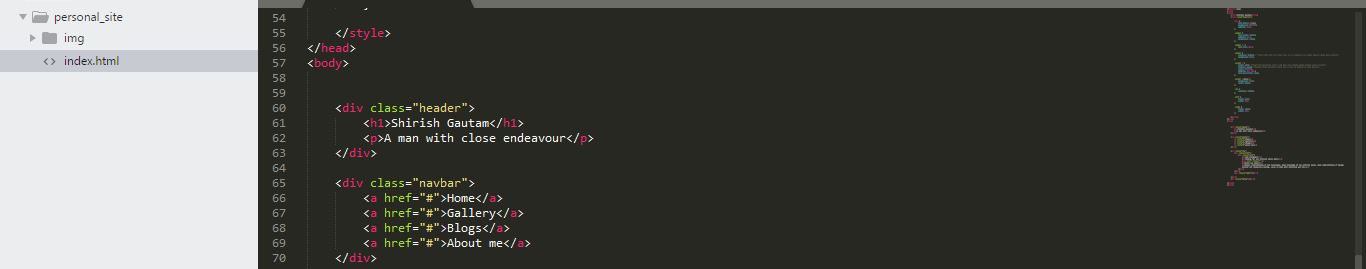 personal_site
img
<> index.html
54
55 </style>
56 </head>
57 <body>
58
59
60 <div class="header">
61 <h1>Shirish Gautam</h1>
62 <p>A man with close endeavour</p>
63 </div>
64
65 <div class="navbar">
66 <a href="#">Home</a>
67 <a href="#">Gallery</a>
68 <a href="#">Blogs</a>
69 <a href="#">About me</a>
70 </div>